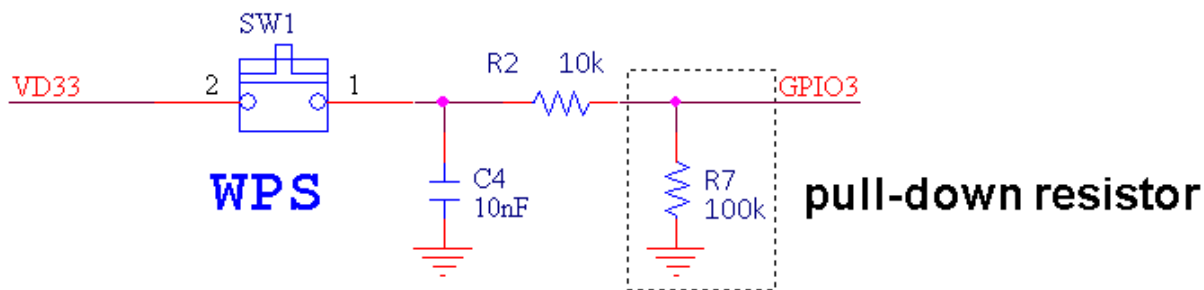 SW1
VD33
2
1
R2 10k
GPIO3
WPS
C4
10nF
R7
100k
pull-down resistor